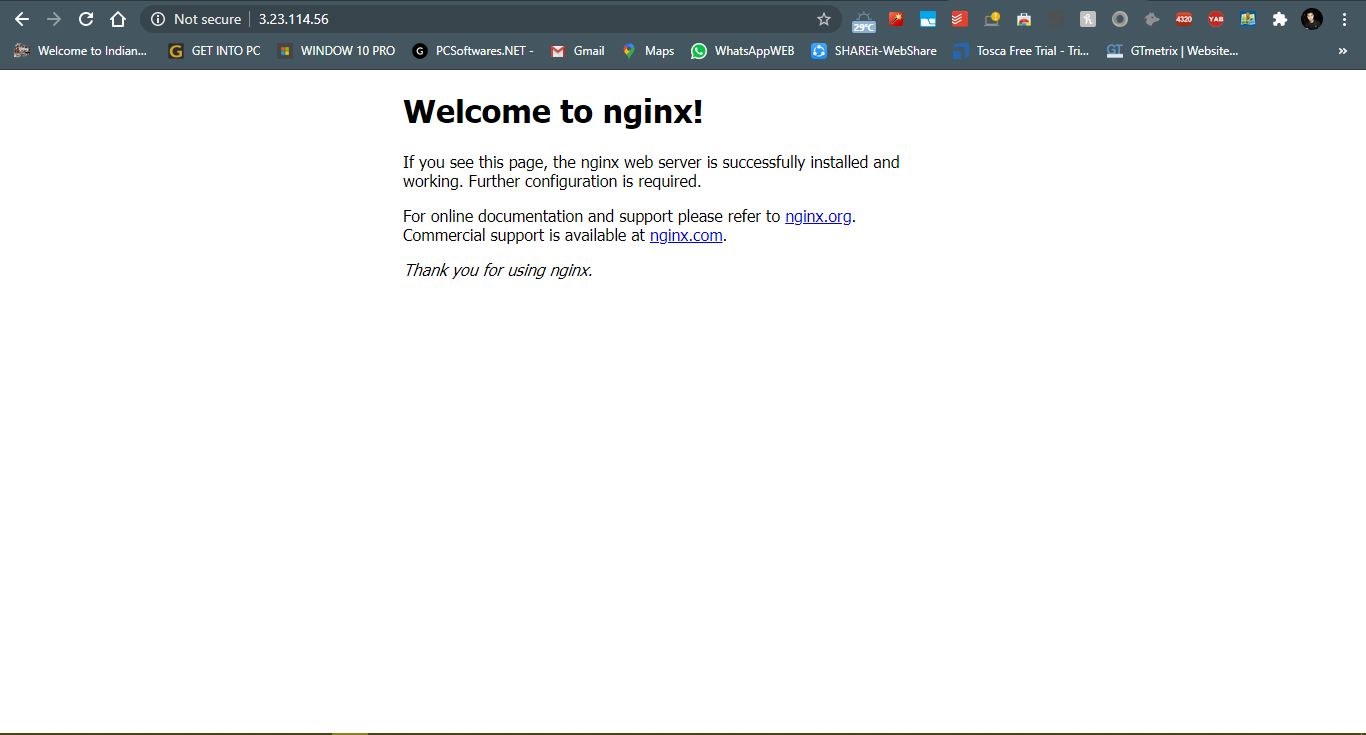 Not secure | 3.23.114.56
29°C 4320 YAB
Welcome to Indian... GET INTO PC WINDOW 10 PRO PCSoftwares.NET - Gmail Maps WhatsAppWEB SHAREit-WebShare Tosca Free Trial - Tri... GT GTmetrix | Website... »
Welcome to nginx!
If you see this page, the nginx web server is successfully installed and
working. Further configuration is required.
For online documentation and support please refer to nginx.org.
Commercial support is available at nginx.com.
Thank you for using nginx.